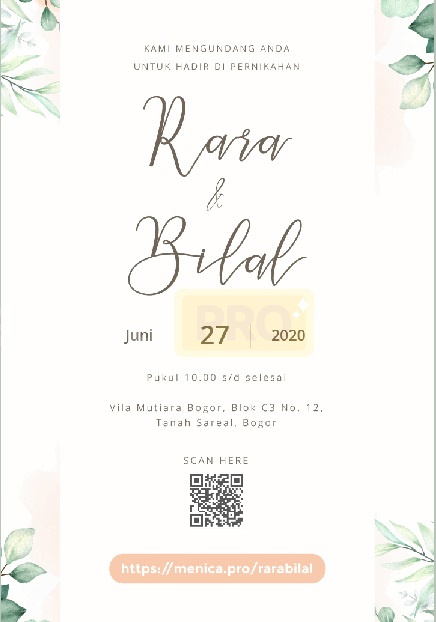 KAMI MENGUNDANG ANDA
UNTUK HADIR DI PERNIKAHAN
Rara
&
Bilal
PRO
Juni 27 2020
Pukul 10.00 s/d selesai
Vila Mutiara Bogor, Blok C3 No. 12,
Tanah Sareal, Bogor
SCAN HERE
https://menica.pro/rarabilal